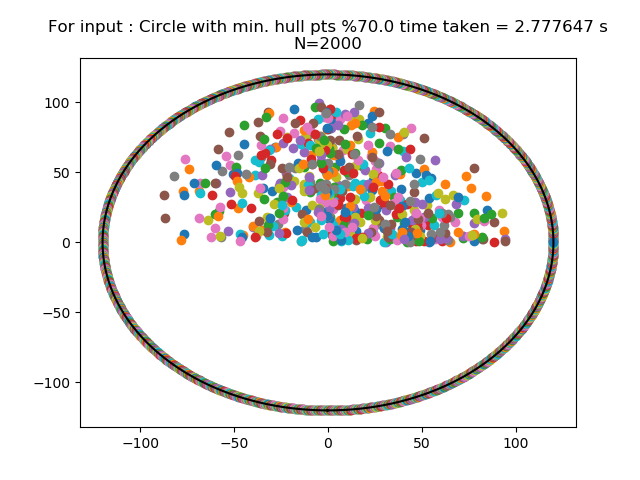 For input : Circle with min. hull pts %70.0 time taken = 2.777647 s
N=2000
100
50
0
−50
−100
−100 −50 0 50 100